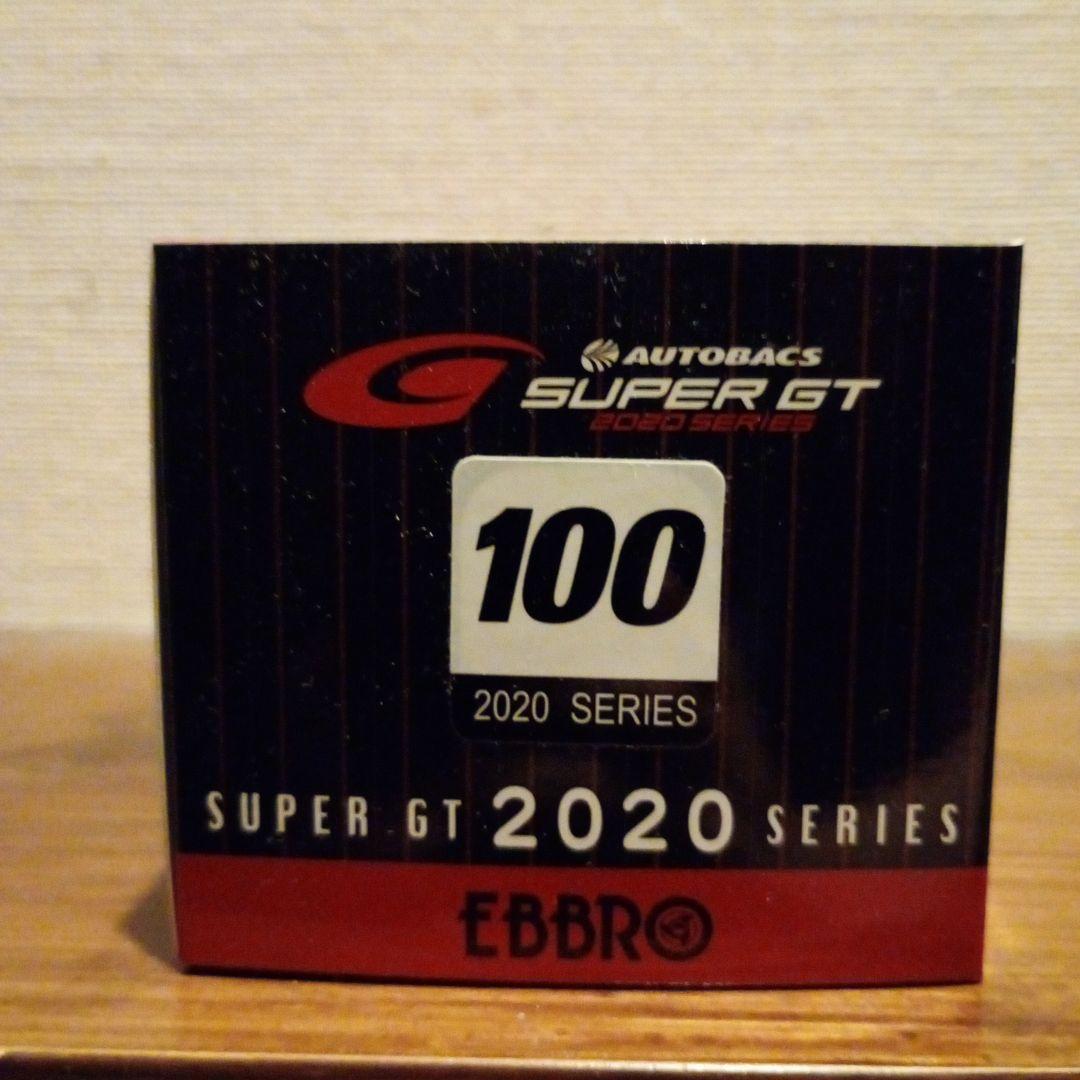 AUTOBACS
SUPER GT
2020 SERIES
100
2020 SERIES
SUPER GT 2020 SERIES
EBBRO